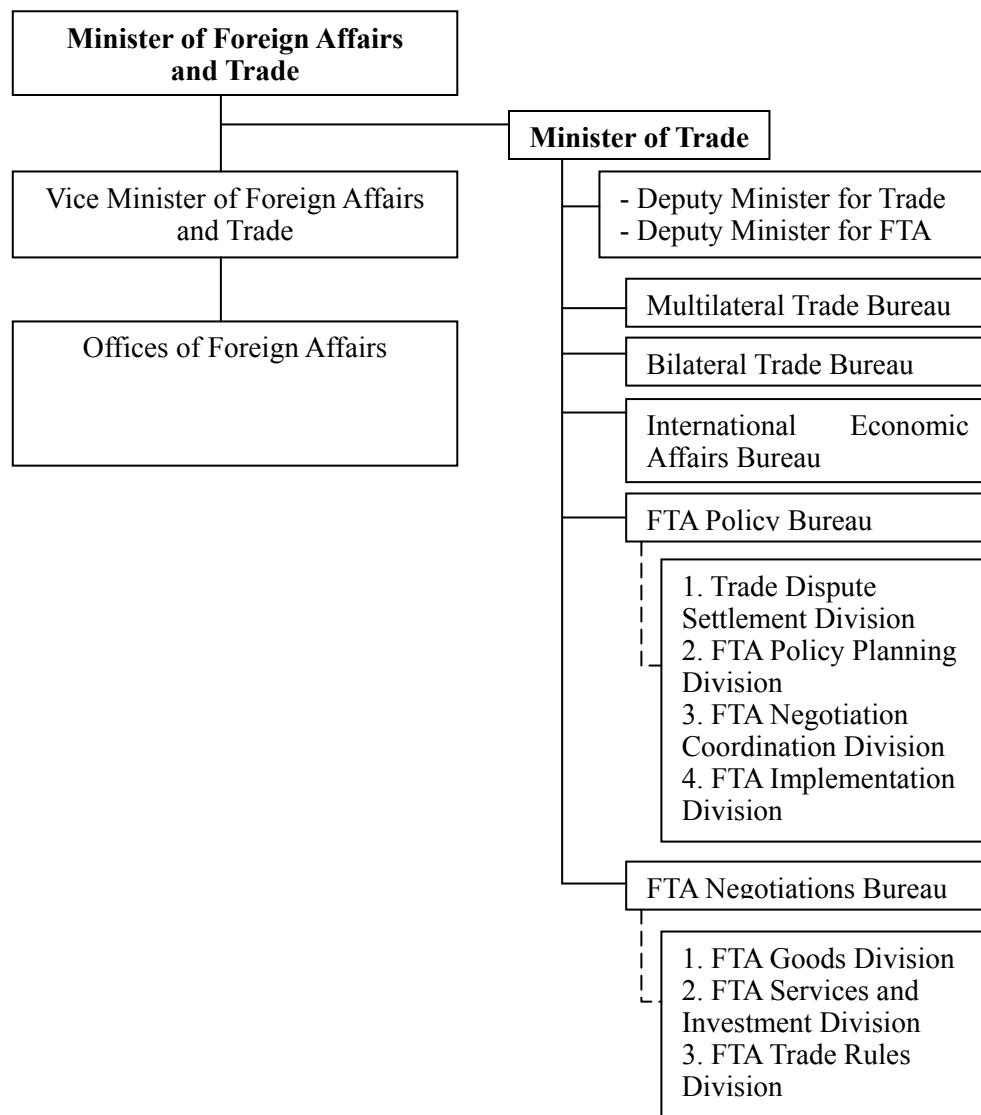 Minister of Foreign Affairs
and Trade
Minister of Trade
Vice Minister of Foreign Affairs
and Trade
- Deputy Minister for Trade
- Deputy Minister for FTA
Offices of Foreign Affairs
Multilateral Trade Bureau
Bilateral Trade Bureau
International Economic
Affairs Bureau
FTA Policy Bureau
1. Trade Dispute
Settlement Division
2. FTA Policy Planning
Division
3. FTA Negotiation
Coordination Division
4. FTA Implementation
Division
FTA Negotiations Bureau
1. FTA Goods Division
2. FTA Services and
Investment Division
3. FTA Trade Rules
Division